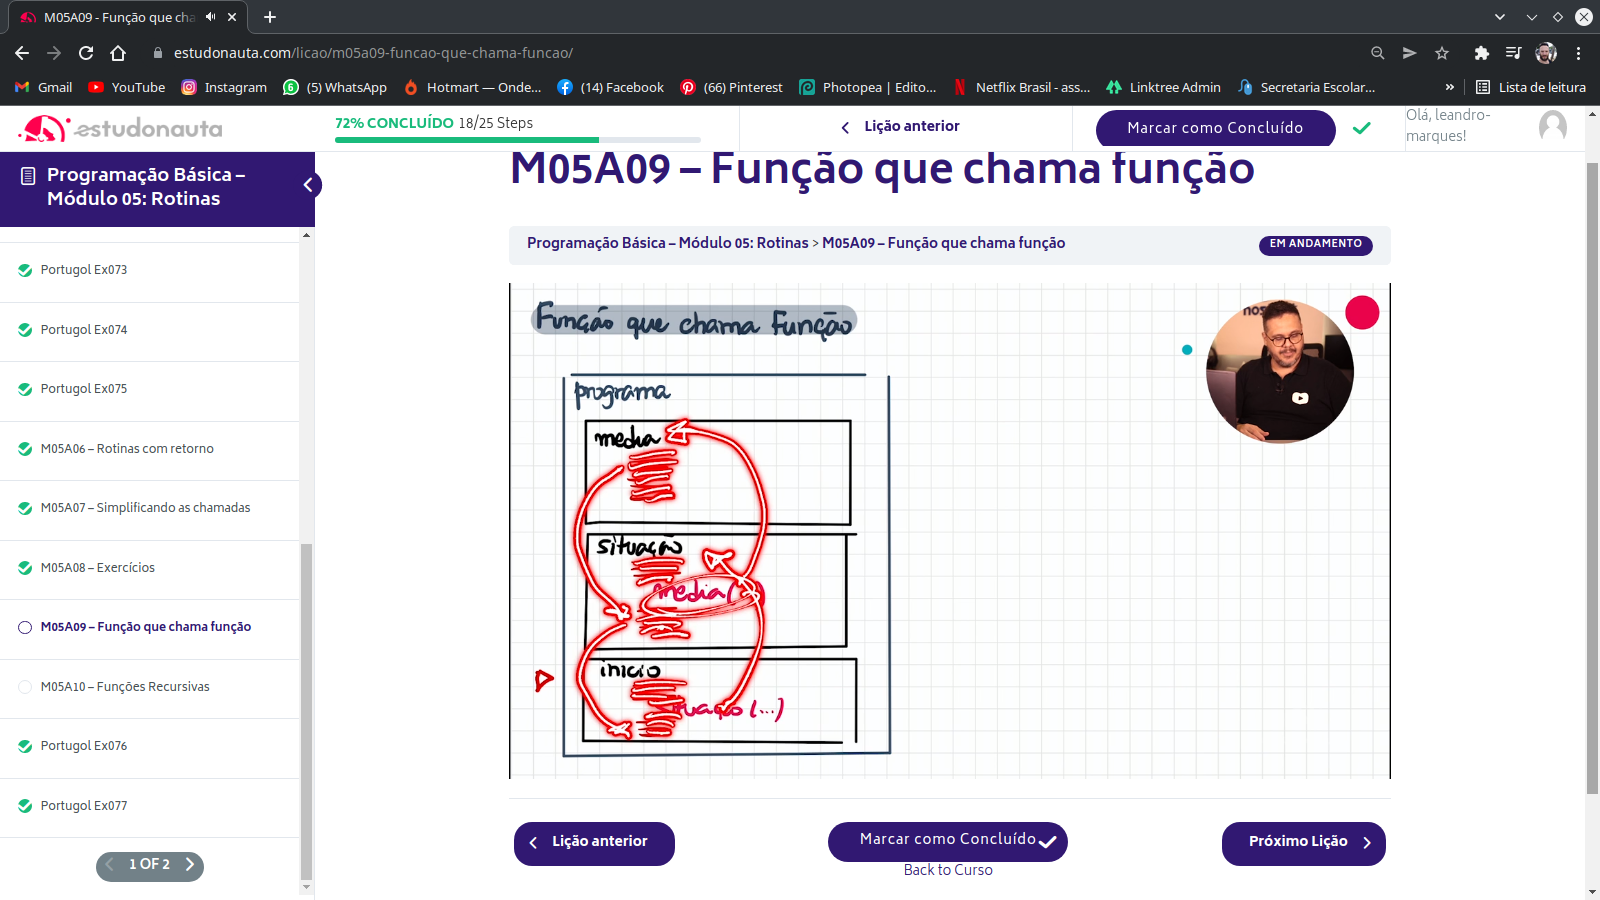 M05A09 - Função que cha
estudonauta.com/licao/m05a09-funcao-que-chama-funcao/
Gmail
YouTube
Instagram
6
(5) WhatsApp
Hotmart — Onde...
(14) Facebook
(66) Pinterest
Photopea | Edito...
Netflix Brasil - ass...
Linktree Admin
Secretaria Escolar...
»
Lista de leitura
estudonauta
72% CONCLUÍDO 18/25 Steps
Lição anterior
Marcar como Concluído
Olá, leandro-
marques!
Programação Básica –
Módulo 05: Rotinas
Portugol Ex073
Portugol Ex074
Portugol Ex075
M05A06 – Rotinas com retorno
M05A07 – Simplificando as chamadas
M05A08 – Exercícios
M05A09 – Função que chama função
M05A10 – Funções Recursivas
Portugol Ex076
Portugol Ex077
1 OF 2
M05A09 – Função que chama função
Programação Básica – Módulo 05: Rotinas > M05A09 – Função que chama função
EM ANDAMENTO
Função que chama Função
programa
media
situação
media(
inicio
(...)
Lição anterior
Marcar como Concluído
Back to Curso
Próximo Lição